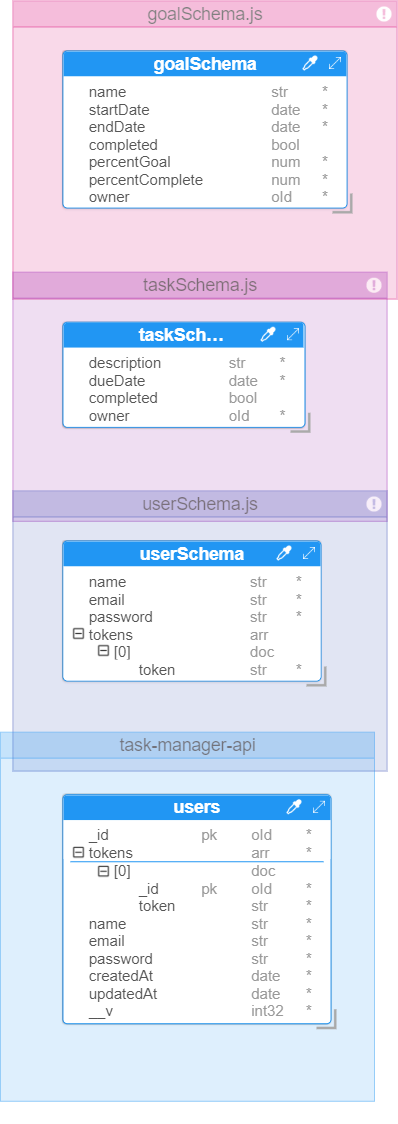 goalSchema.js
goalSchema
name str *
startDate date *
endDate date *
completed bool
percentGoal num *
percentComplete num *
owner oId *
taskSchema.js
taskSch...
description str *
dueDate date *
completed bool
owner oId *
userSchema.js
userSchema
name str *
email str *
password str *
tokens arr
[0] doc
token str *
task-manager-api
users
_id pk oId *
tokens arr *
[0] doc
_id pk oId *
token str *
name str *
email str *
password str *
createdAt date *
updatedAt date *
__v int32 *